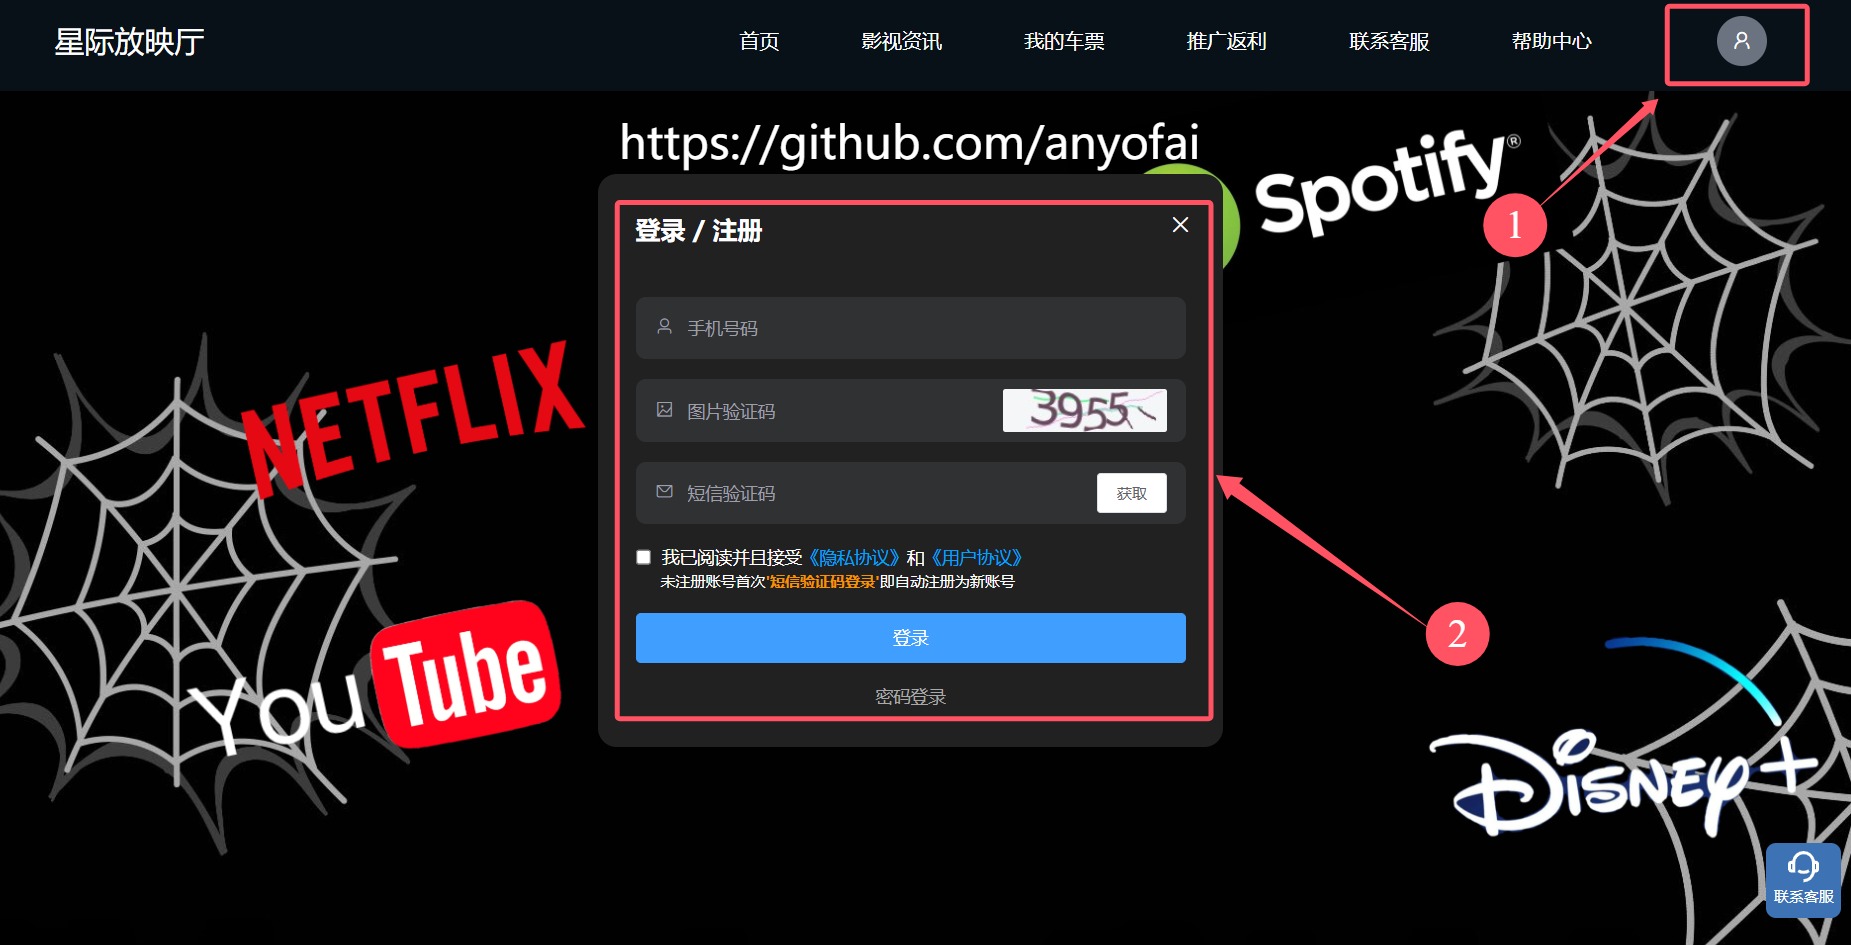 星际放映厅
首页
影视资讯
我的车票
推广返利
联系客服
帮助中心
https://github.com/anyofai
Spotify®
1
登录 / 注册
手机号码
图片验证码
3955
短信验证码
获取
我已阅读并且接受《隐私协议》和《用户协议》
未注册账号首次'短信验证码登录'即自动注册为新账号
登录
密码登录
NETFLIX
YouTube
2
Disney+
联系客服